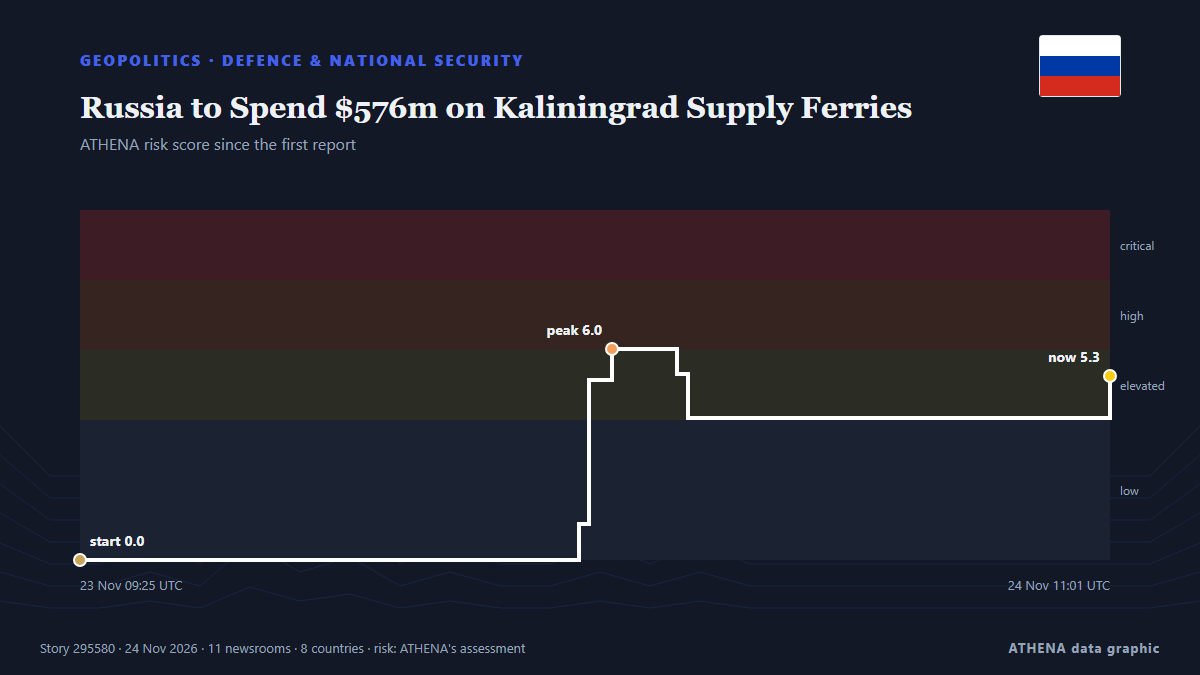 GEOPOLITICS · DEFENCE & NATIONAL SECURITY
Russia to Spend $576m on Kaliningrad Supply Ferries
ATHENA risk score since the first report
critical
peak 6.0
high
now 5.3
elevated
low
start 0.0
23 Nov 09:25 UTC
24 Nov 11:01 UTC
Story 295580 · 24 Nov 2026 · 11 newsrooms · 8 countries · risk: ATHENA's assessment
ATHENA data graphic